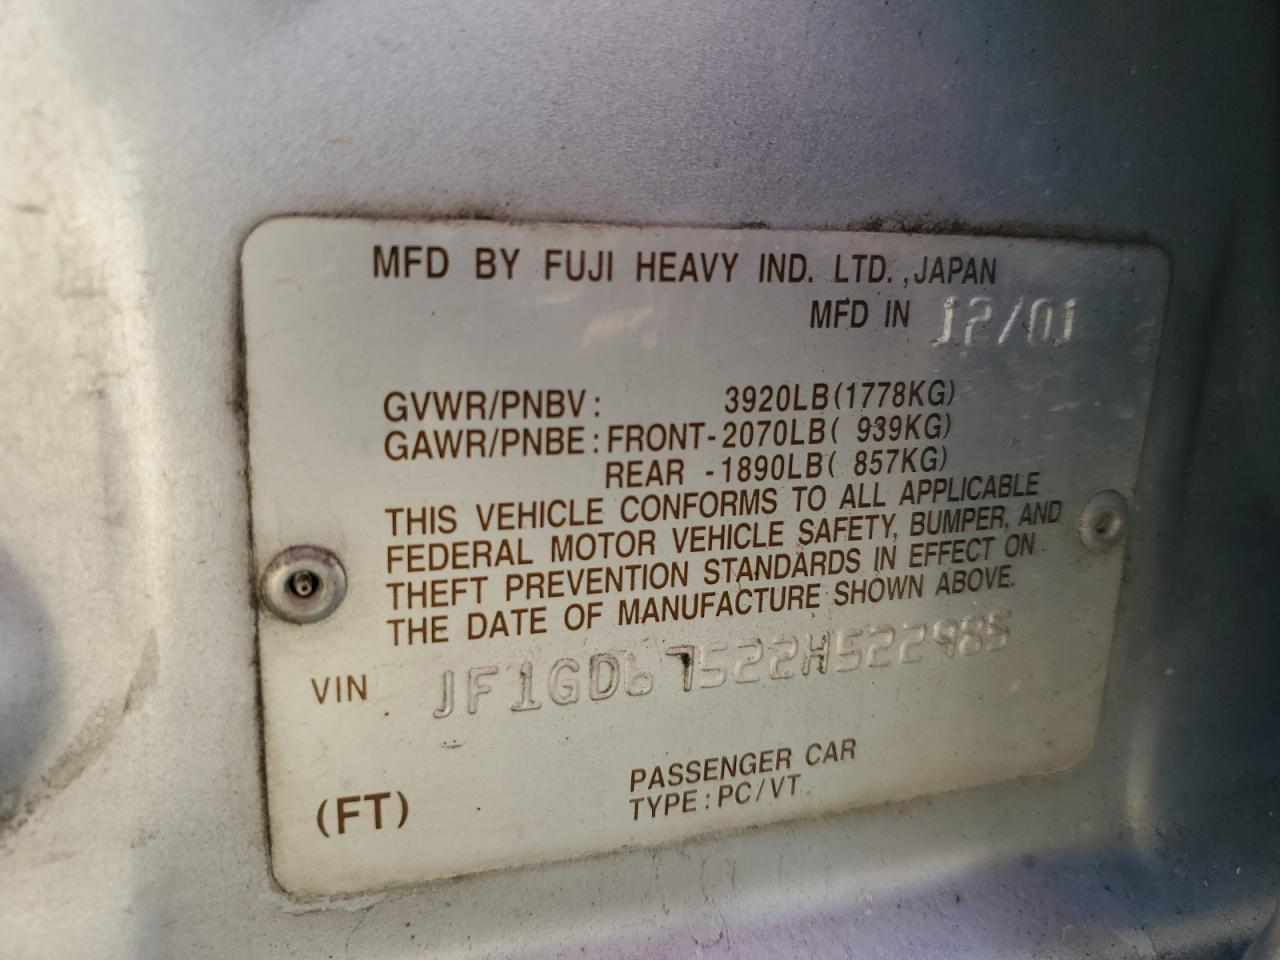 MFD BY FUJI HEAVY IND. LTD.,JAPAN
MFD IN 12/01
GVWR/PNBV: 3920LB(1778KG)
GAWR/PNBE:FRONT-2070LB( 939KG)
REAR -1890LB( 857KG)
THIS VEHICLE CONFORMS TO ALL APPLICABLE
FEDERAL MOTOR VEHICLE SAFETY, BUMPER, AND
THEFT PREVENTION STANDARDS IN EFFECT ON
THE DATE OF MANUFACTURE SHOWN ABOVE.
VIN JF1GD67522H522985
PASSENGER CAR
(FT) TYPE:PC/VT